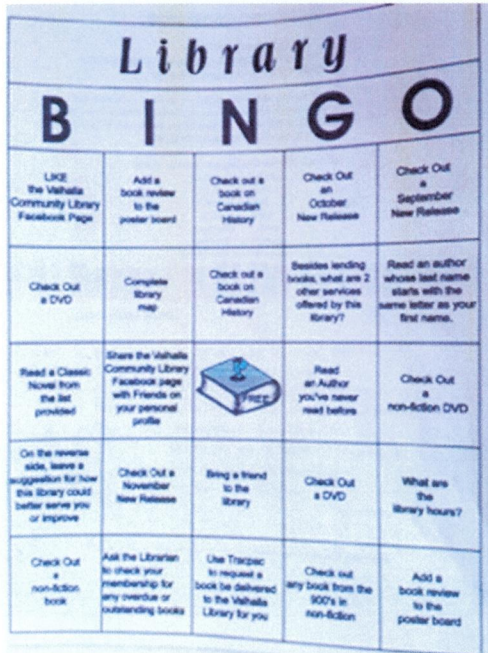 Library
B I N G O
LIKE
the Valhalla
Community Library
Facebook Page
Add a
book review
to the
poster board
Check out a
book on
Canadian
History
Check Out
an
October
New Release
Check Out
a
September
New Release
Check Out
a DVD
Complete
library
map
Check out a
book on
Canadian
History
Besides lending
books, what are 2
other services
offered by this
library?
Read an author
whose last name
starts with the
same letter as your
first name.
Read a Classic
Novel from
the list
provided
Share the Valhalla
Community Library
Facebook page
with Friends on
your personal
profile
FREE
Read
an Author
you've never
read before
Check Out
a
non-fiction DVD
On the reverse
side, leave a
suggestion for how
this library could
better serve you
or improve
Check Out a
November
New Release
Bring a friend
to the
library
Check Out
a DVD
What are
the
library hours?
Check Out
a
non-fiction
book
Ask the Librarian
to check your
membership for
any overdue or
outstanding books
Use Tracpac
to request a
book be delivered
to the Valhalla
Library for you
Check out
any book from the
900's in
non-fiction
Add a
book review
to the
poster board